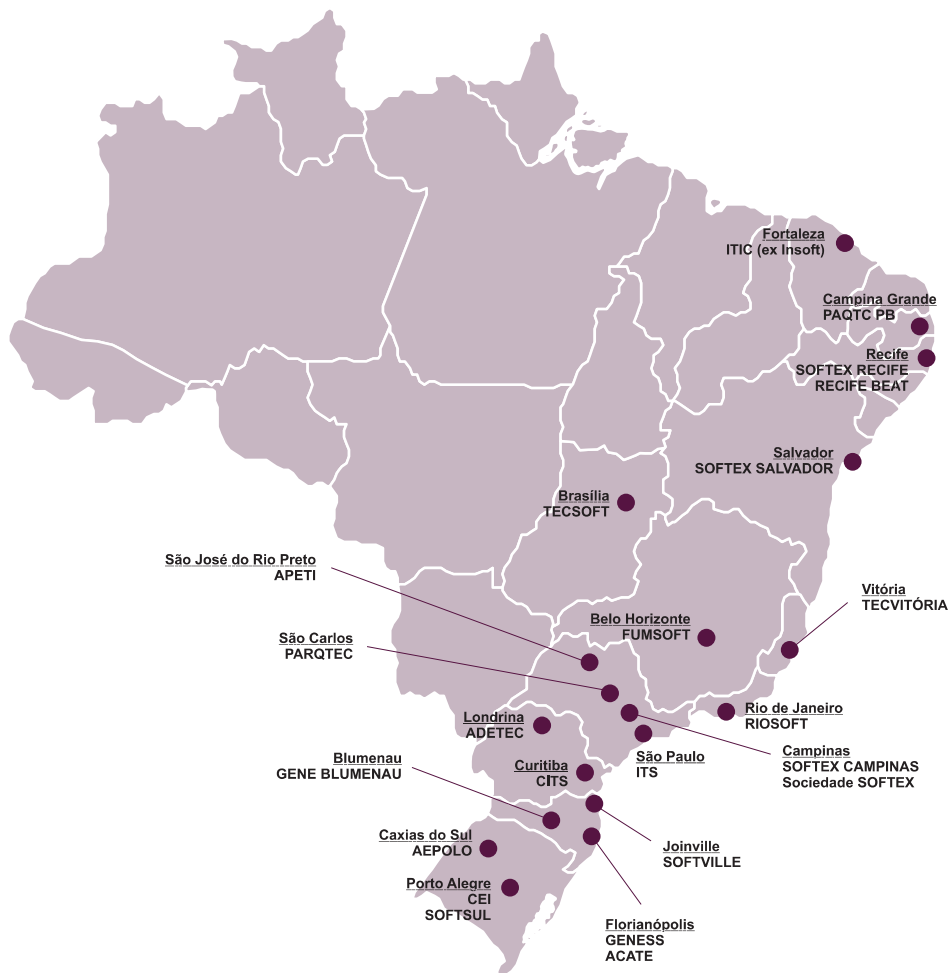 Fortaleza
ITIC (ex Insoft)
Campina Grande
PAQTC PB
Recife
SOFTEX RECIFE
RECIFE BEAT
Salvador
SOFTEX SALVADOR
Brasília
TECSOFT
São José do Rio Preto
APETI
Vitória
TECVITÓRIA
Belo Horizonte
FUMSOFT
São Carlos
PARQTEC
Rio de Janeiro
RIOSOFT
Londrina
ADETEC
São Paulo
ITS
Campinas
SOFTEX CAMPINAS
Sociedade SOFTEX
Blumenau
GENE BLUMENAU
Curitiba
CITS
Caxias do Sul
AEPOLO
Joinville
SOFTVILLE
Porto Alegre
CEI
SOFTSUL
Florianópolis
GENESS
ACATE